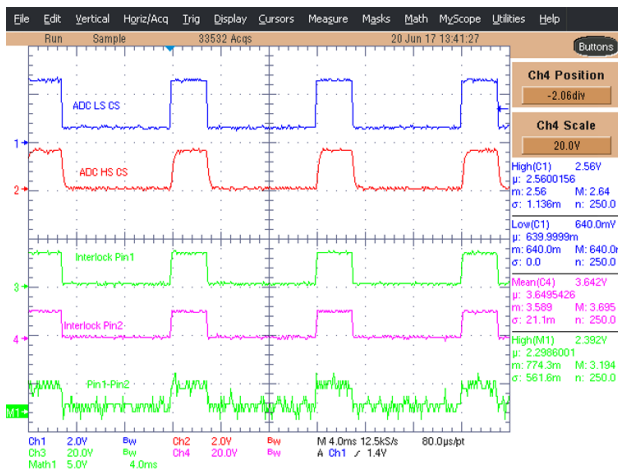 File Edit Vertical Horiz/Acq Trig Display Cursors Measure Masks Math MyScope Utilities Help
Run Sample 33532 Acqs 20 Jun 17 13:41:27
Buttons
Ch4 Position
-2.06div
Ch4 Scale
20.0V
ADC LS CS
1
ADC HS CS
2
Interlock Pin1
3
Interlock Pin2
4
Pin1-Pin2
M1
High(C1) 2.56V
µ: 2.5600156
m: 2.56 M: 2.64
σ: 1.136m n: 250.0
Low(C1) 640.0mV
µ: 639.9999m
m: 640.0m M: 640.0m
σ: 0.0 n: 250.0
Mean(C4) 3.642V
µ: 3.6495426
m: 3.589 M: 3.695
σ: 21.1m n: 250.0
High(M1) 2.392V
µ: 2.2986001
m: 774.3m M: 3.194
σ: 561.6m n: 250.0
Ch1 2.0V Bw Ch2 2.0V Bw M 4.0ms 12.5kS/s 80.0µs/pt
Ch3 20.0V Ch4 20.0V Bw A Ch1 ∕ 1.4V
Math1 5.0V 4.0ms